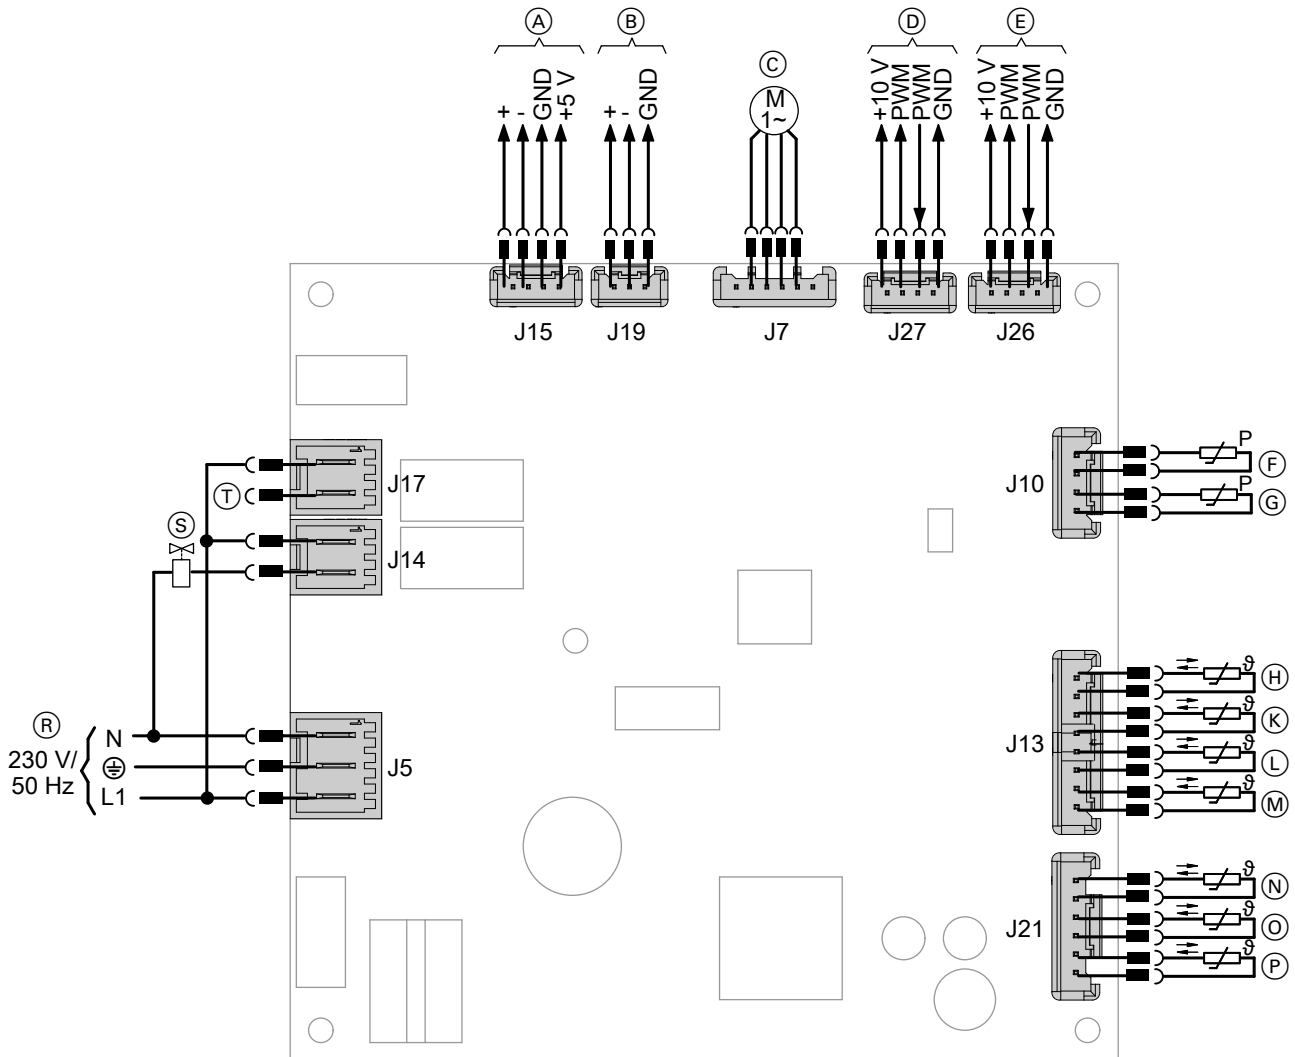 A B C D E
+ - GND +5 V
+ - GND
M
1~
+10 V PWM PWM GND
+10 V PWM PWM GND
J15 J19 J7 J27 J26
J17
T
S
J14
J10
P F
P G
R
230 V/
50 Hz
N
L1
J5
J13
ϑ H
ϑ K
ϑ L
ϑ M
J21
ϑ N
ϑ O
ϑ P